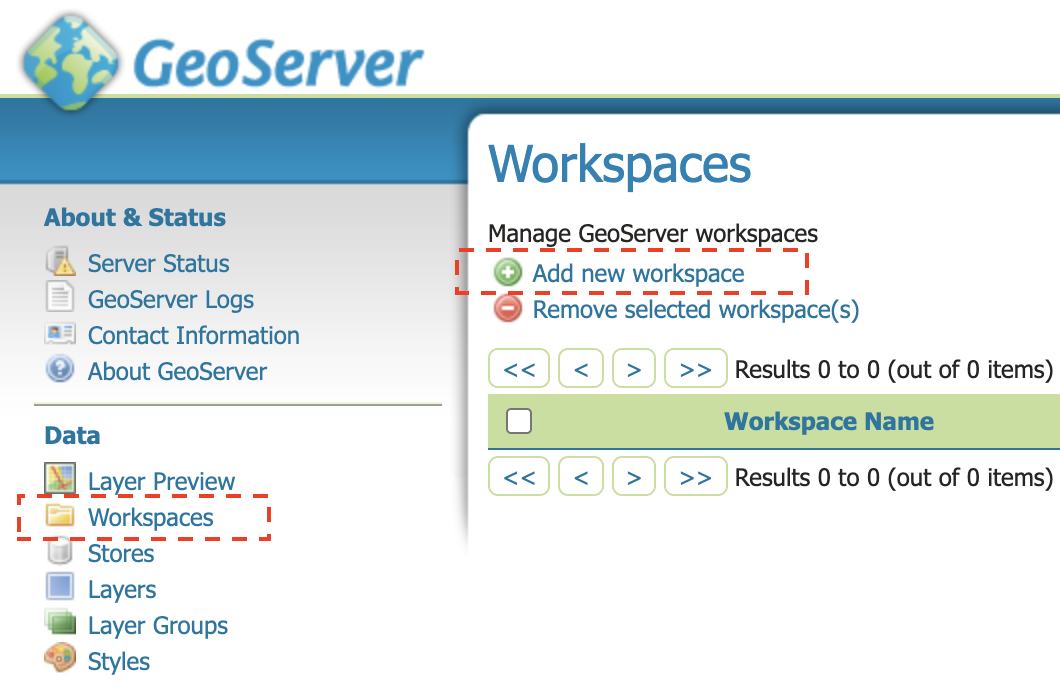 GeoServer
About & Status
Server Status
GeoServer Logs
Contact Information
About GeoServer
Data
Layer Preview
Workspaces
Stores
Layers
Layer Groups
Styles
Workspaces
Manage GeoServer workspaces
Add new workspace
Remove selected workspace(s)
<< < > >> Results 0 to 0 (out of 0 items)
Workspace Name
<< < > >> Results 0 to 0 (out of 0 items)